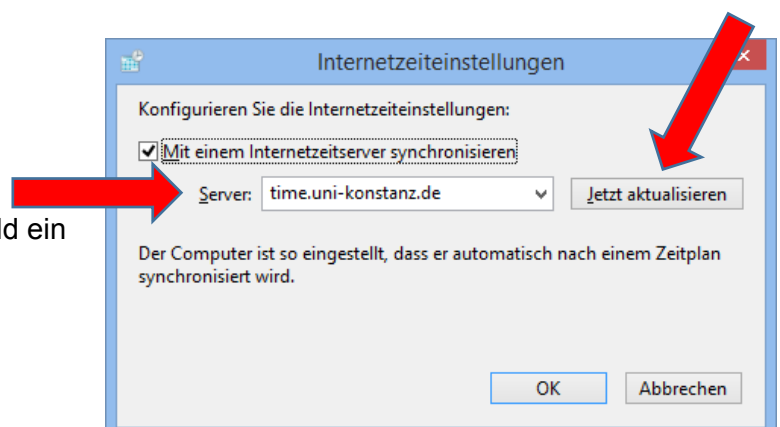 Internetzeiteinstellungen
Konfigurieren Sie die Internetzeiteinstellungen:
Mit einem Internetzeitserver synchronisieren
Server: time.uni-konstanz.de Jetzt aktualisieren
ein
Der Computer ist so eingestellt, dass er automatisch nach einem Zeitplan
synchronisiert wird.
OK Abbrechen